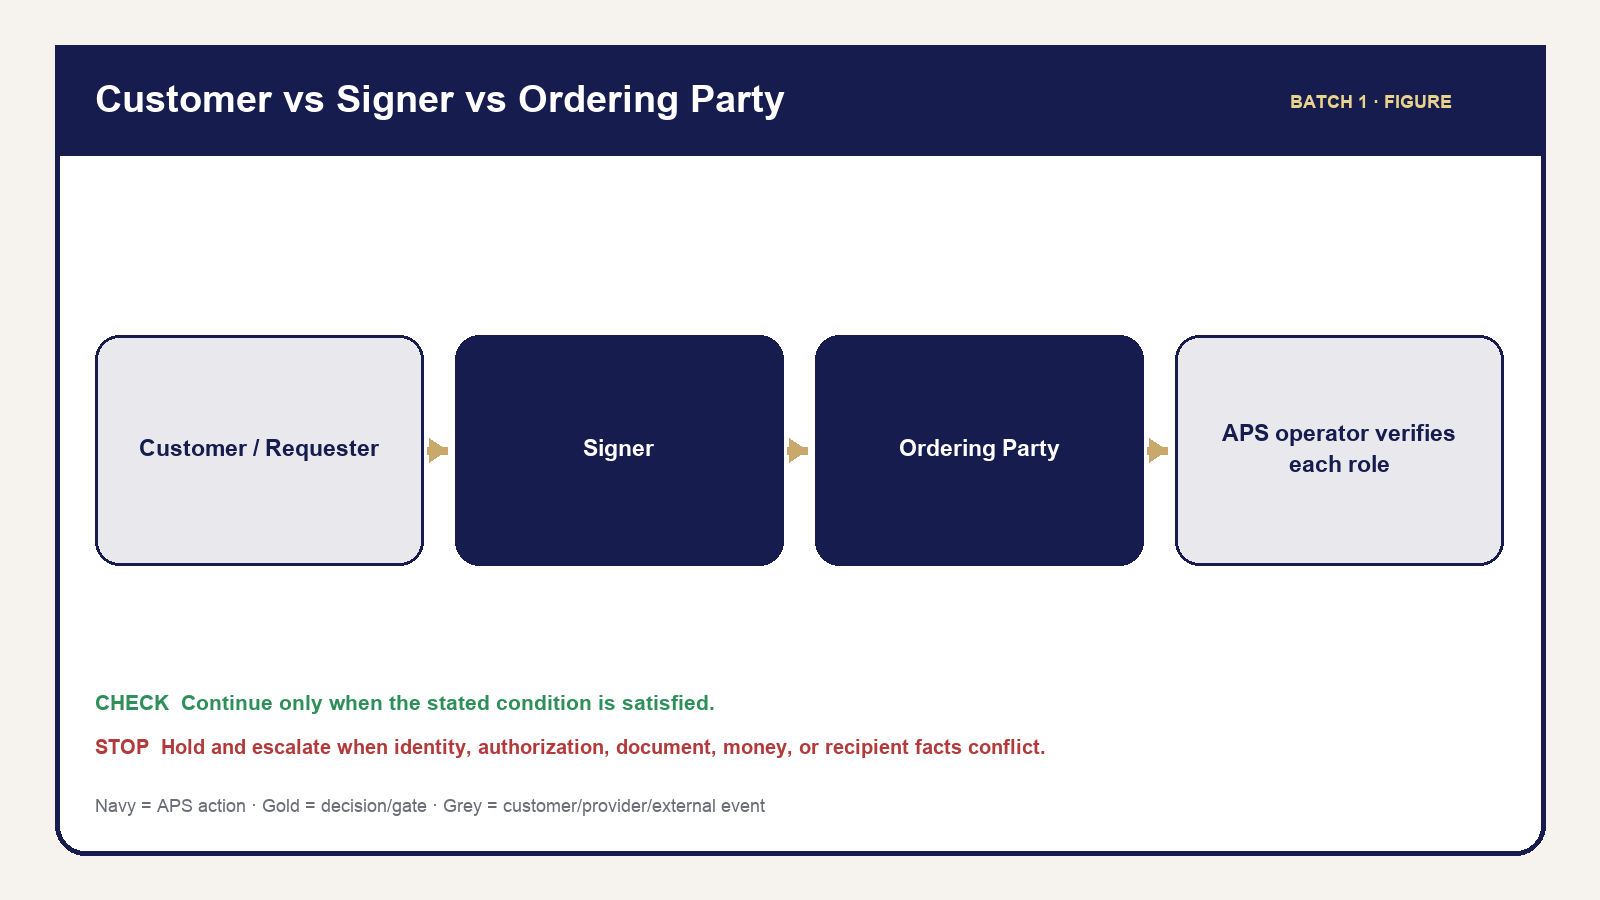 Customer vs Signer vs Ordering Party
BATCH 1 · FIGURE
Customer / Requester
Signer
Ordering Party
APS operator verifies
each role
CHECK  Continue only when the stated condition is satisfied.
STOP  Hold and escalate when identity, authorization, document, money, or recipient facts conflict.
Navy = APS action · Gold = decision/gate · Grey = customer/provider/external event